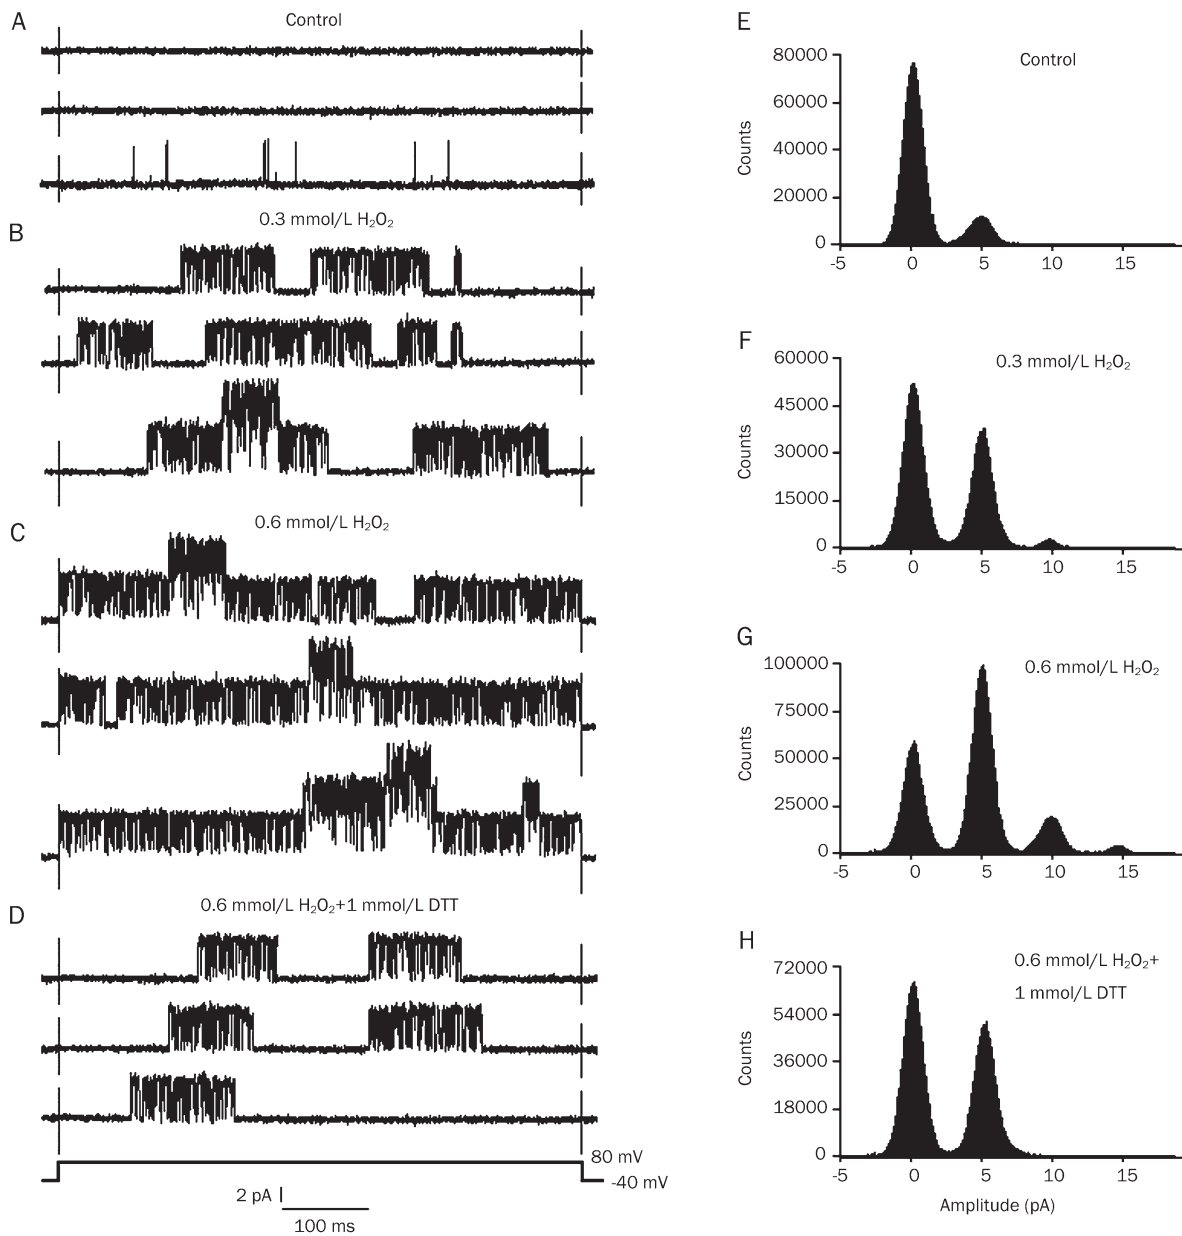 A
Control
B
0.3 mmol/L H₂O₂
C
0.6 mmol/L H₂O₂
D
0.6 mmol/L H₂O₂+1 mmol/L DTT
80 mV
-40 mV
2 pA
100 ms
E
Control
Counts
80000
60000
40000
20000
0
-5 0 5 10 15
F
0.3 mmol/L H₂O₂
Counts
60000
45000
30000
15000
0
-5 0 5 10 15
G
0.6 mmol/L H₂O₂
Counts
100000
75000
50000
25000
0
-5 0 5 10 15
H
0.6 mmol/L H₂O₂+
1 mmol/L DTT
Counts
72000
54000
36000
18000
0
-5 0 5 10 15
Amplitude (pA)